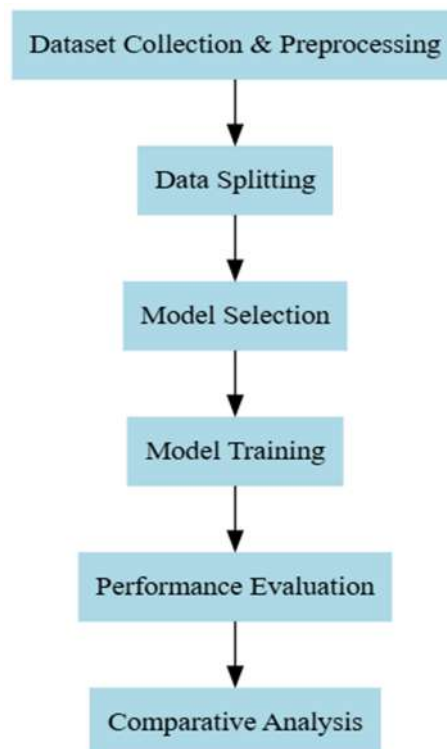 Dataset Collection & Preprocessing
Data Splitting
Model Selection
Model Training
Performance Evaluation
Comparative Analysis